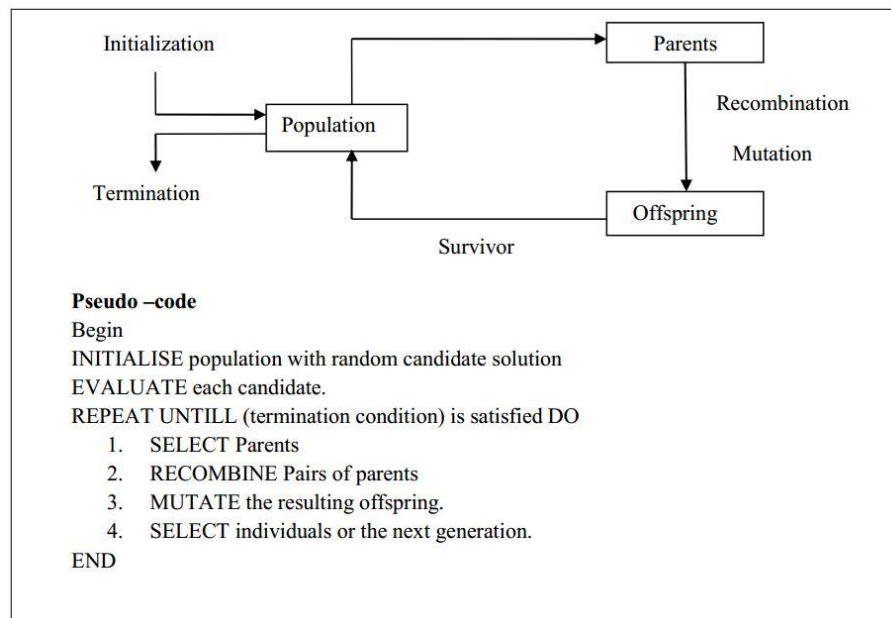 Initialization
Parents
Recombination
Population
Mutation
Termination
Offspring
Survivor
Pseudo –code
Begin
INITIALISE population with random candidate solution
EVALUATE each candidate.
REPEAT UNTILL (termination condition) is satisfied DO
1. SELECT Parents
2. RECOMBINE Pairs of parents
3. MUTATE the resulting offspring.
4. SELECT individuals or the next generation.
END